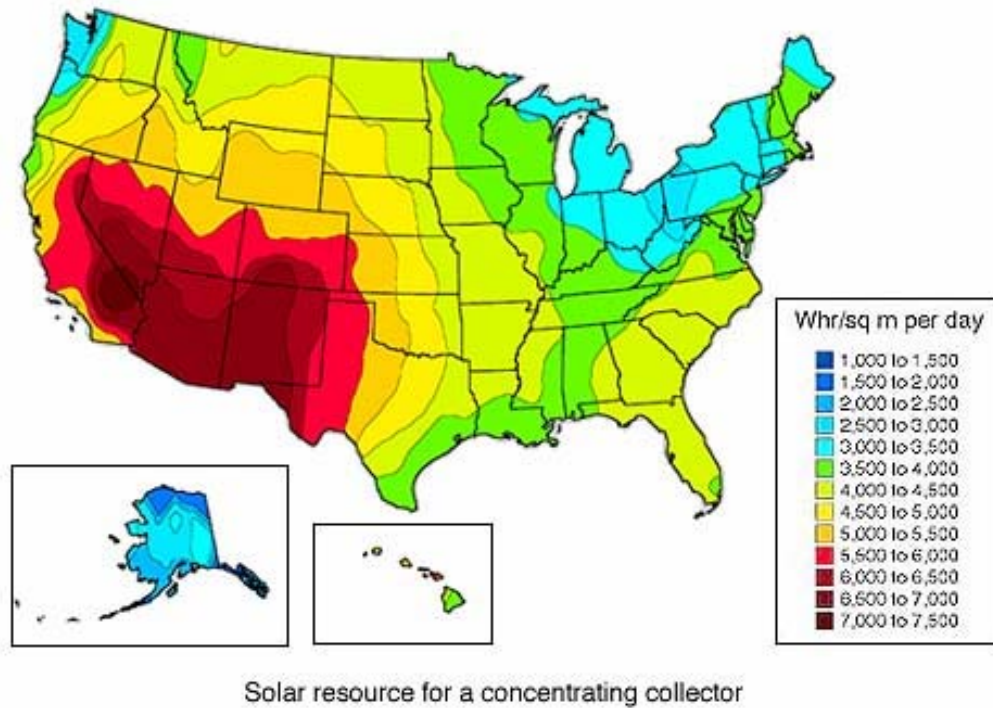 Whr/sq m per day
1,000 to 1,500
1,500 to 2,000
2,000 to 2,500
2,500 to 3,000
3,000 to 3,500
3,500 to 4,000
4,000 to 4,500
4,500 to 5,000
5,000 to 5,500
5,500 to 6,000
6,000 to 6,500
6,500 to 7,000
7,000 to 7,500
Solar resource for a concentrating collector